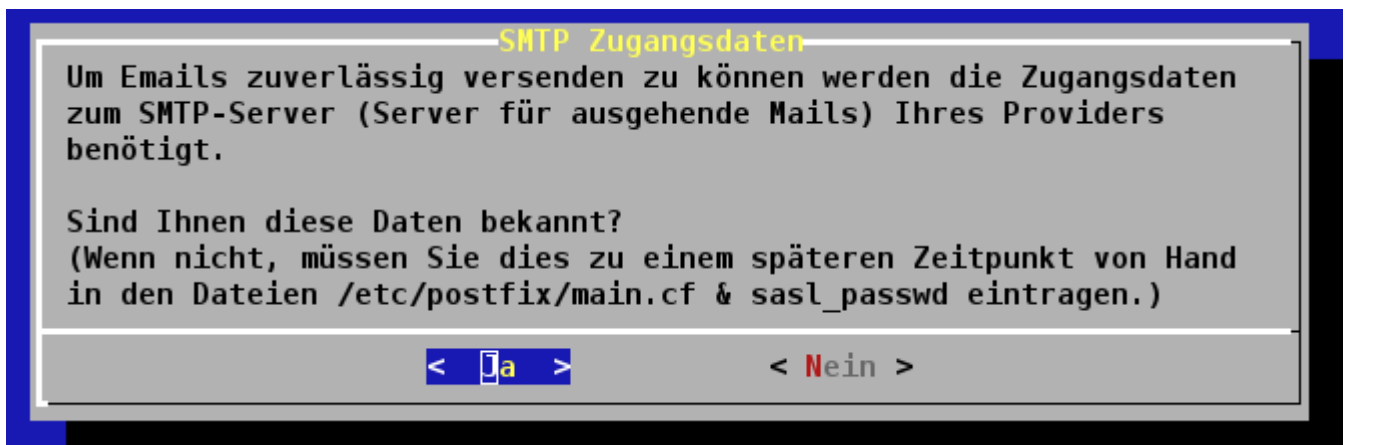 SMTP Zugangsdaten
Um Emails zuverlässig versenden zu können werden die Zugangsdaten
zum SMTP-Server (Server für ausgehende Mails) Ihres Providers
benötigt.
Sind Ihnen diese Daten bekannt?
(Wenn nicht, müssen Sie dies zu einem späteren Zeitpunkt von Hand
in den Dateien /etc/postfix/main.cf & sasl_passwd eintragen.)
< Ja > < Nein >